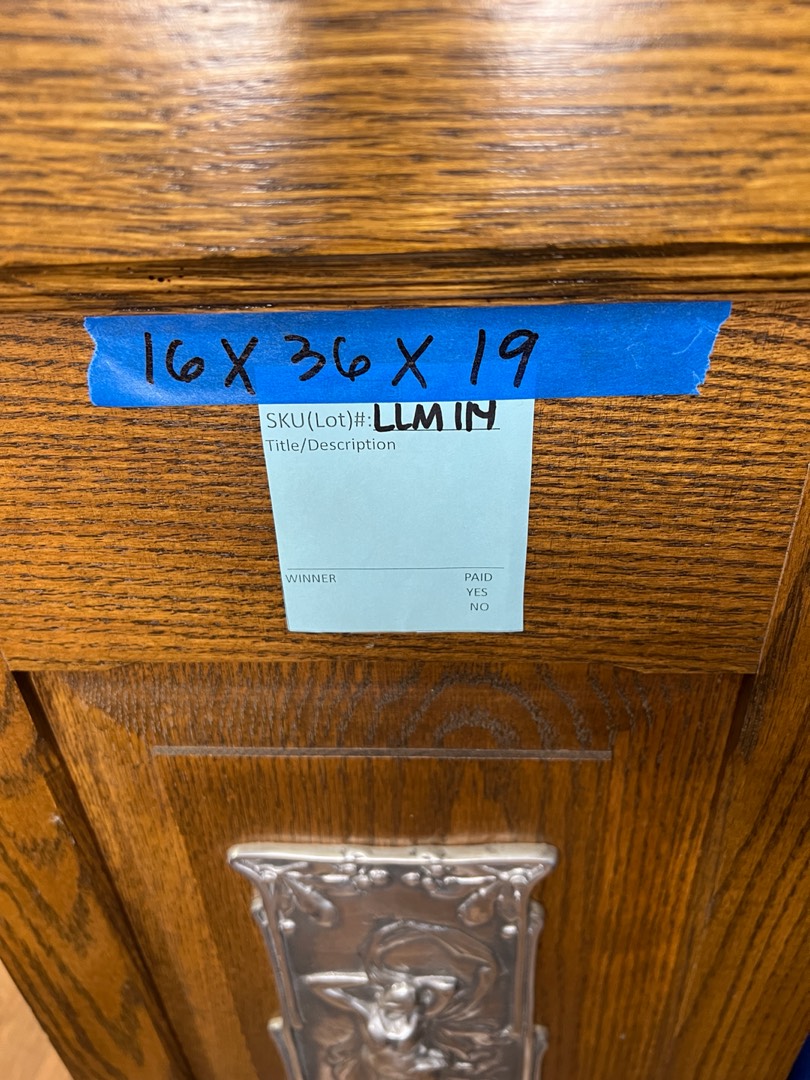 16 X 36 X 19
SKU(Lot)#: LLM114
Title/Description
WINNER
PAID
YES
NO